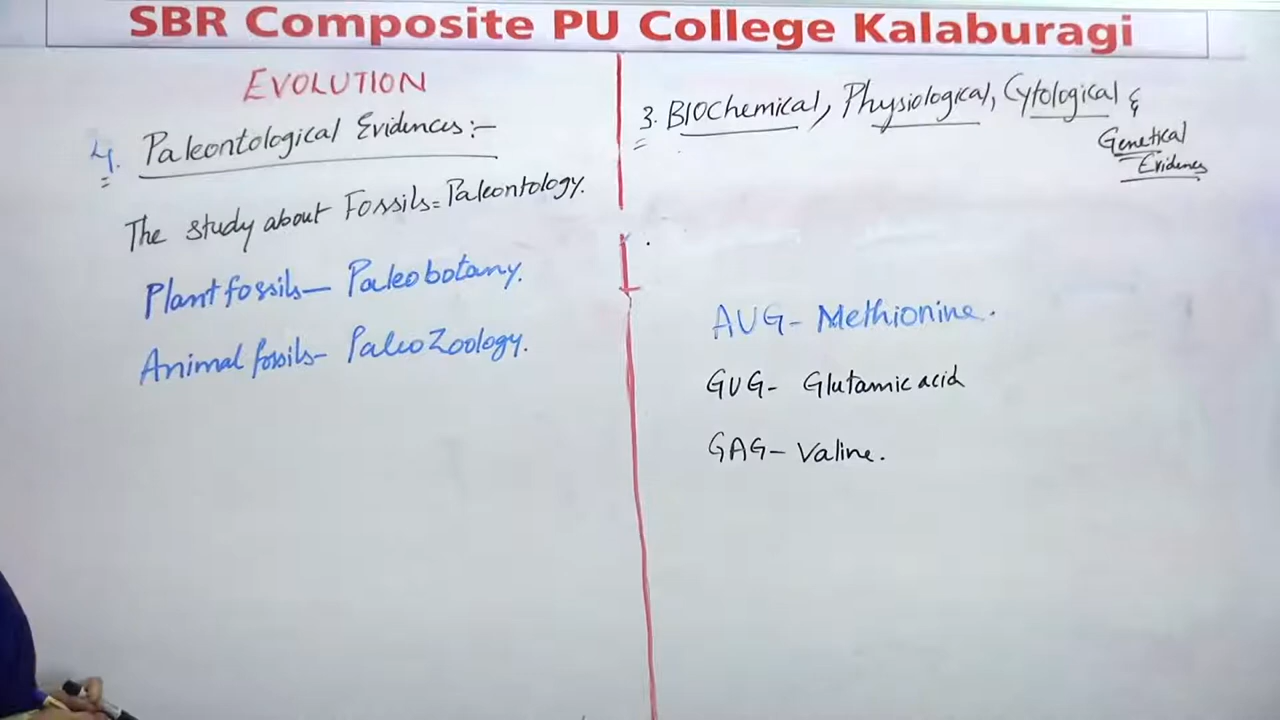 SBR Composite PU College Kalaburagi
EVOLUTION
4. Paleontological Evidences:-
The study about Fossils = Paleontology.
Plant fossils - Paleobotany.
Animal fossils - PaleoZoology.
3. BIOchemical, Physiological, Cytological &
Genetical
Evidences
AUG - Methionine.
GUG - Glutamic acid
GAG - Valine.